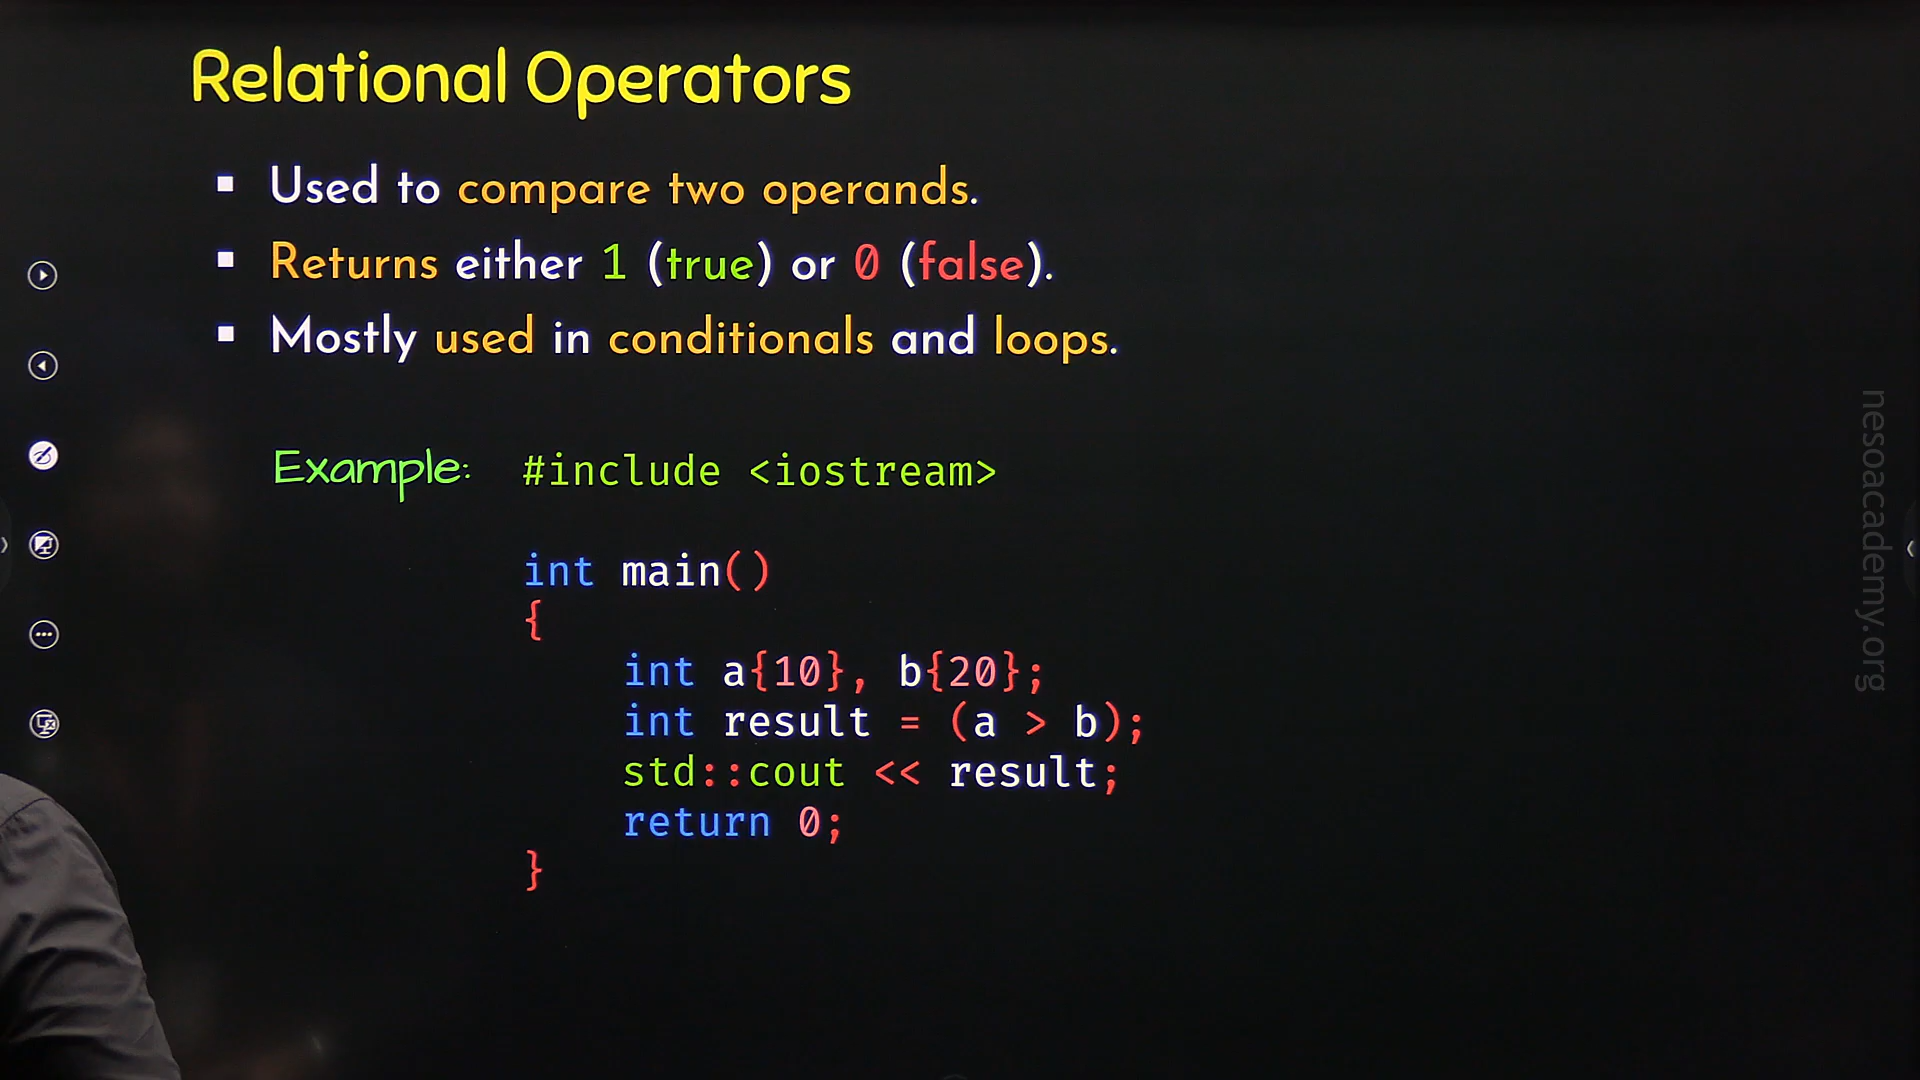 Relational Operators
▪ Used to compare two operands.
▪ Returns either 1 (true) or 0 (false).
▪ Mostly used in conditionals and loops.
Example: #include <iostream>
int main()
{
    int a{10}, b{20};
    int result = (a > b);
    std::cout << result;
    return 0;
}
nesoacademy.org